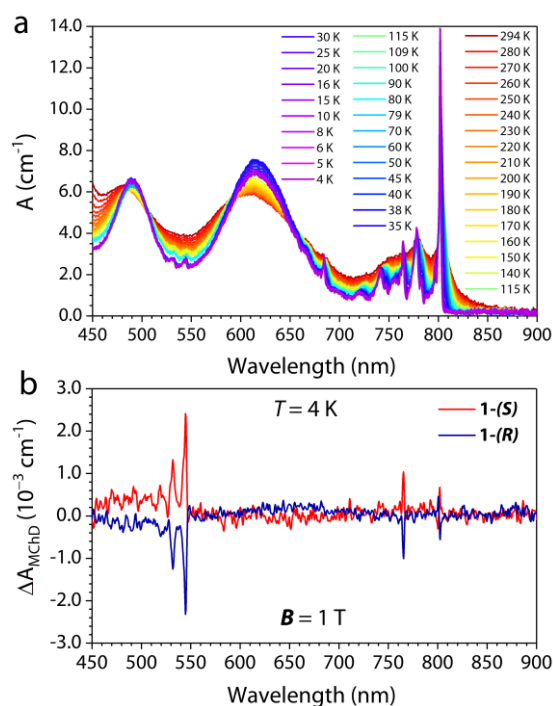 a
14.0
12.0
10.0
8.0
6.0
4.0
2.0
0.0
A (cm⁻¹)
30 K 115 K 294 K
25 K 109 K 280 K
20 K 100 K 270 K
16 K 90 K 260 K
15 K 80 K 250 K
10 K 79 K 240 K
8 K 70 K 230 K
6 K 60 K 220 K
5 K 50 K 210 K
4 K 45 K 200 K
40 K 190 K
38 K 180 K
35 K 170 K
160 K
150 K
140 K
115 K
450 500 550 600 650 700 750 800 850 900
Wavelength (nm)
b
3.0
2.0
1.0
0.0
-1.0
-2.0
-3.0
ΔA_MChD (10⁻³ cm⁻¹)
T = 4 K
1-(S)
1-(R)
B = 1 T
450 500 550 600 650 700 750 800 850 900
Wavelength (nm)